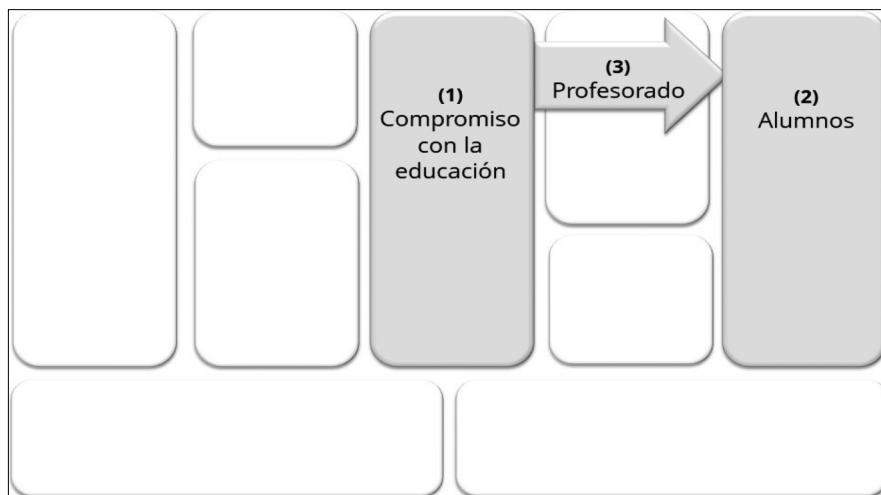 (1)
Compromiso
con la
educación
(3)
Profesorado
(2)
Alumnos